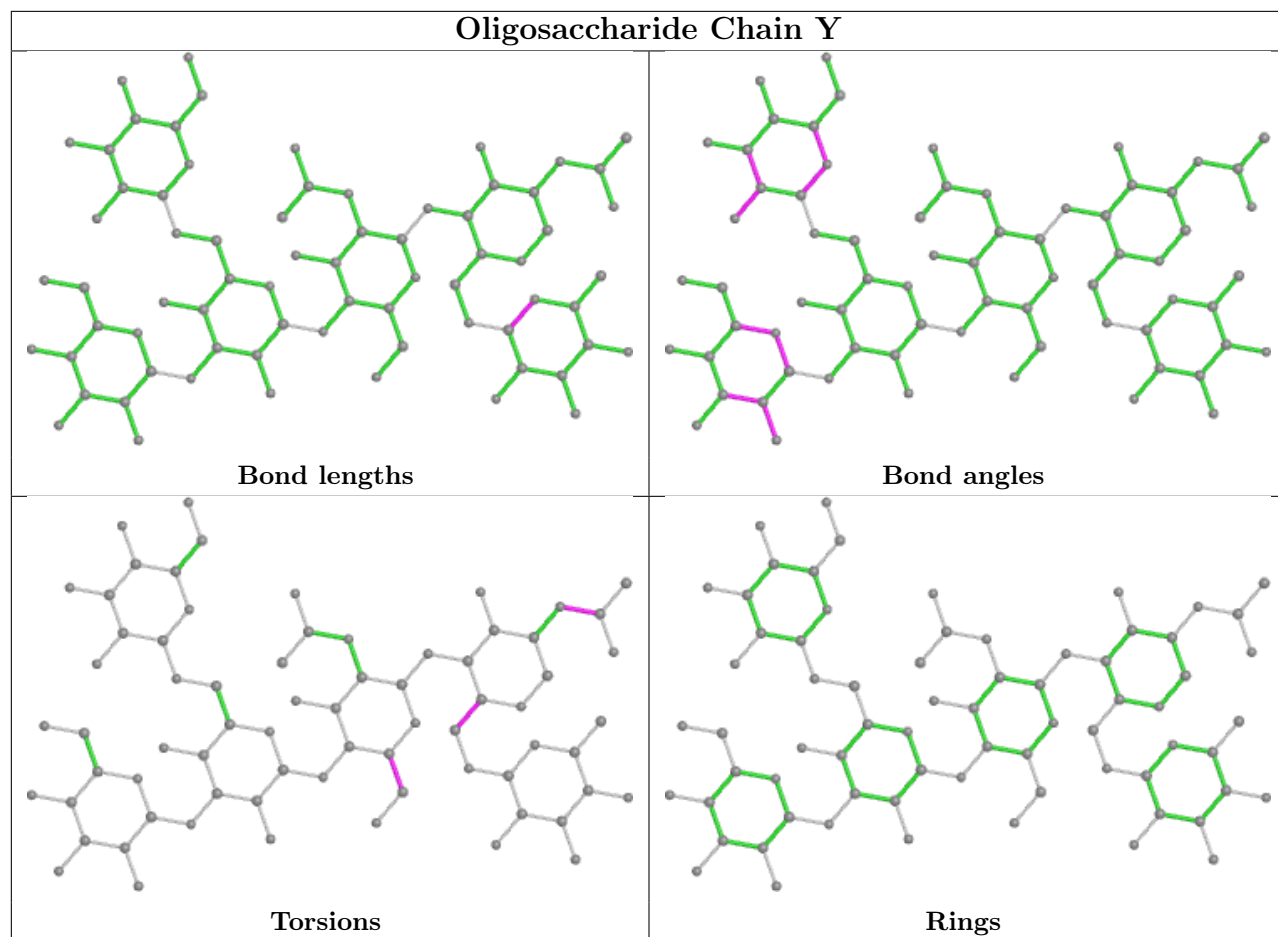 Oligosaccharide Chain Y
Bond lengths
Bond angles
Torsions
Rings